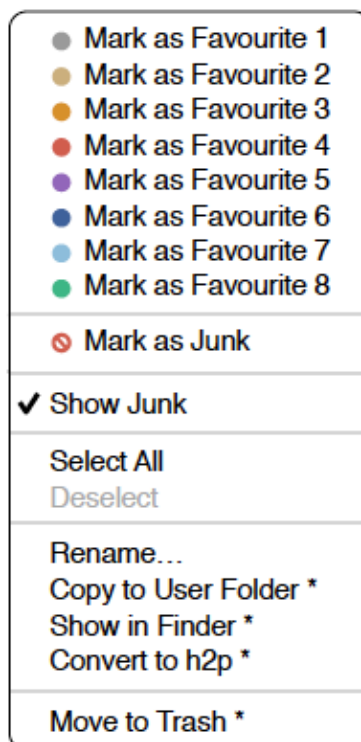 Mark as Favourite 1
Mark as Favourite 2
Mark as Favourite 3
Mark as Favourite 4
Mark as Favourite 5
Mark as Favourite 6
Mark as Favourite 7
Mark as Favourite 8
Mark as Junk
✓ Show Junk
Select All
Deselect
Rename…
Copy to User Folder *
Show in Finder *
Convert to h2p *
Move to Trash *